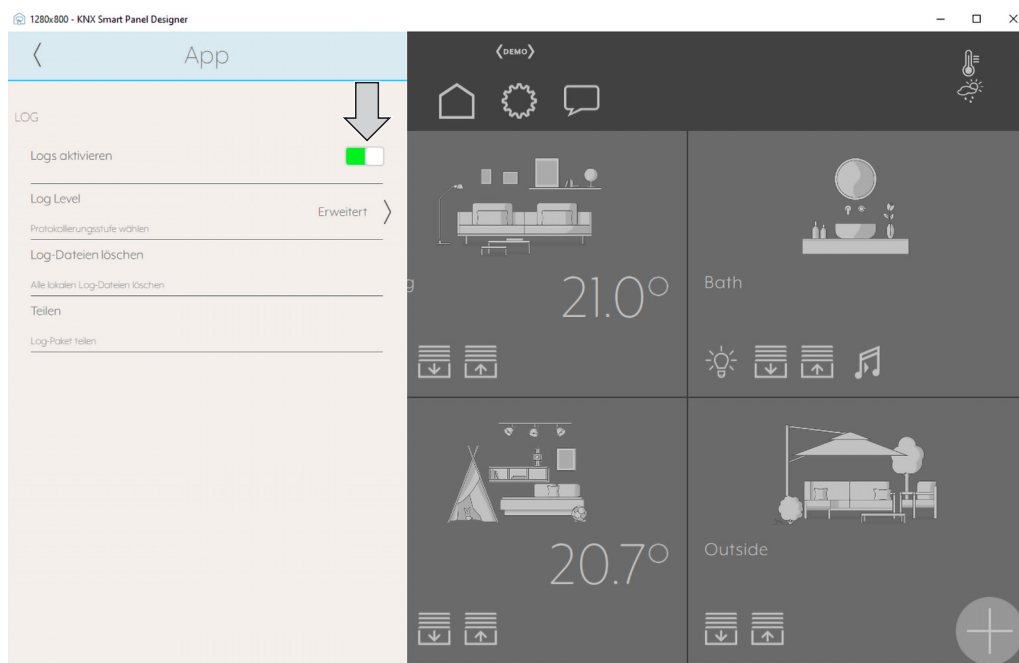 1280x800 - KNX Smart Panel Designer
App
LOG
Logs aktivieren
Log Level
Erweitert
Protokollierungsstufe wählen
Log-Dateien löschen
Alle lokalen Log-Dateien löschen
Teilen
Log-Paket teilen
DEMO
g
21.0°
Bath
20.7°
Outside